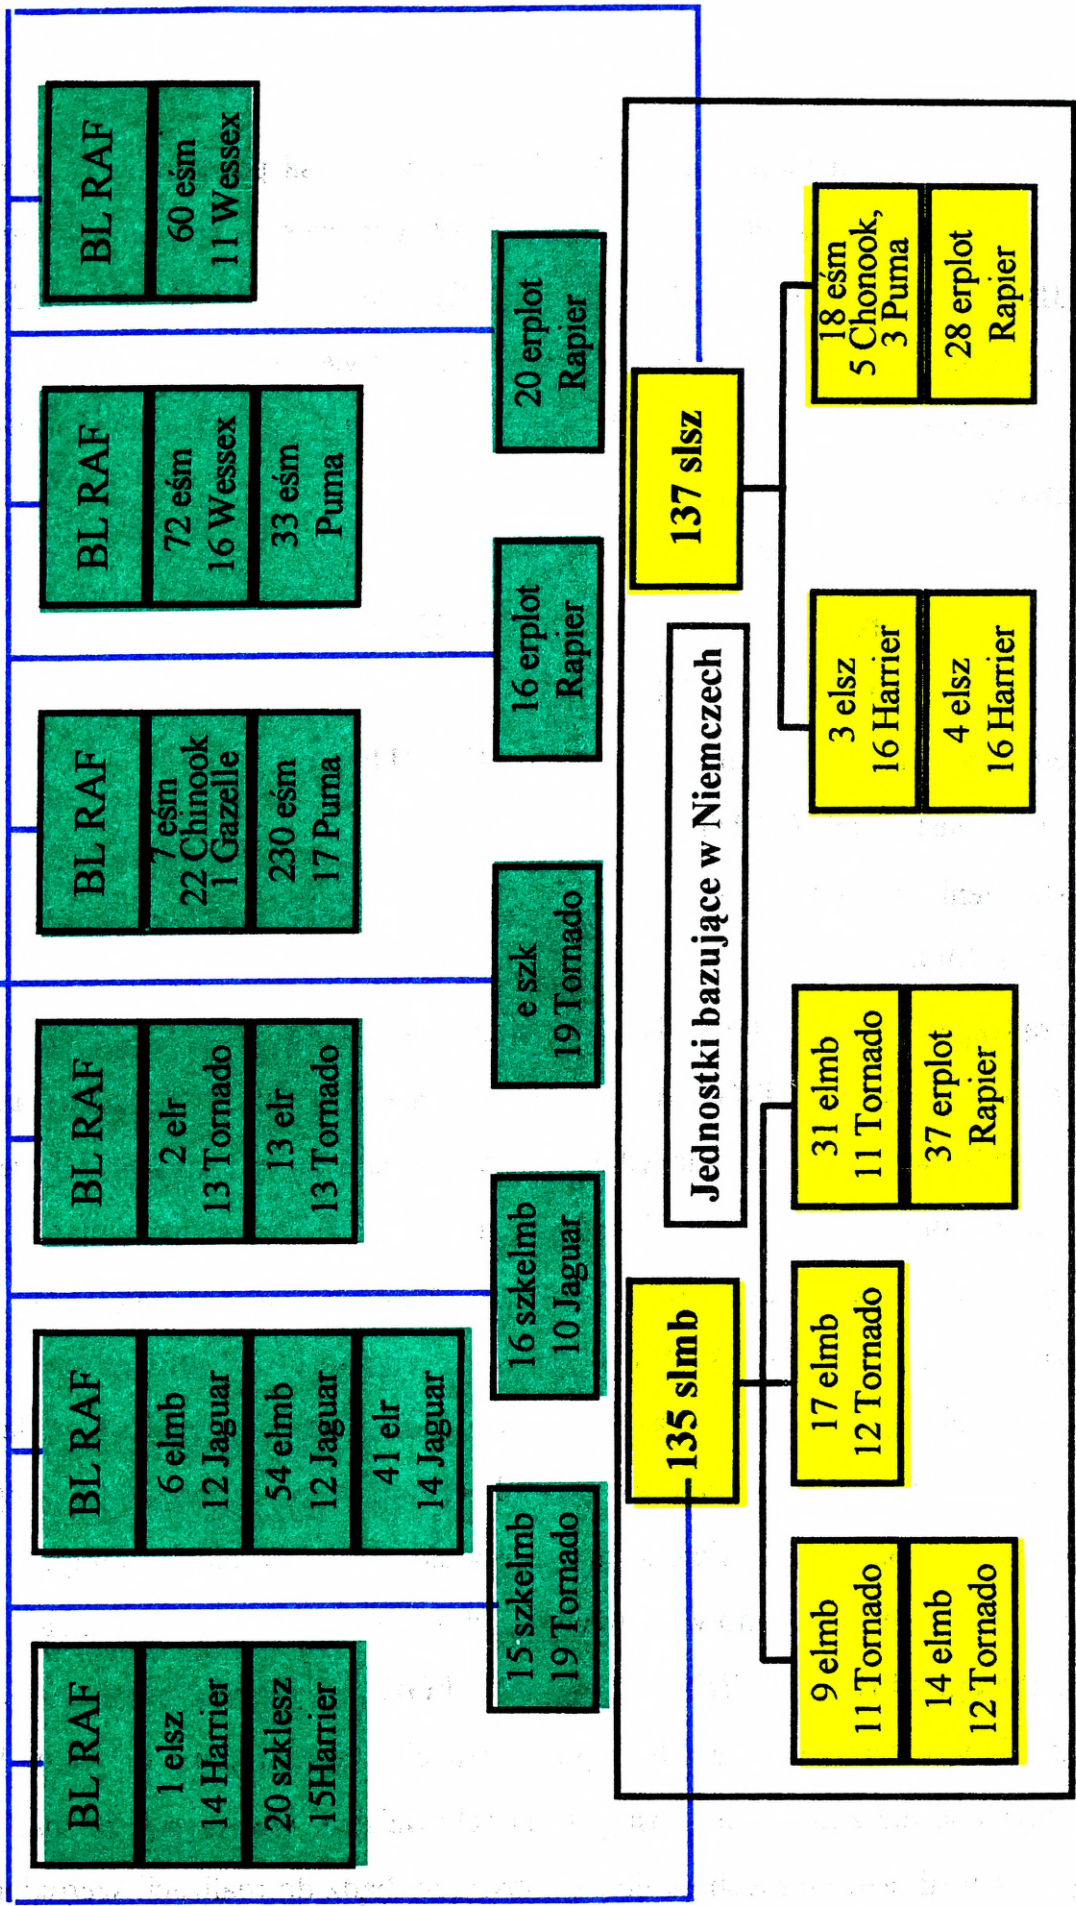 BL RAF
1 elsz
14 Harrier
20 szklesz
15Harrier
BL RAF
6 elmb
12 Jaguar
54 elmb
12 Jaguar
41 elr
14 Jaguar
BL RAF
2 elr
13 Tornado
13 elr
13 Tornado
BL RAF
7 eśm
22 Chinook
1 Gazelle
230 eśm
17 Puma
BL RAF
72 eśm
16 Wessex
33 eśm
Puma
BL RAF
60 eśm
11 Wessex
15 szkelmb
19 Tornado
16 szkelmb
10 Jaguar
e szk
19 Tornado
16 erplot
Rapier
20 erplot
Rapier
135 slmb
137 slsz
Jednostki bazujące w Niemczech
9 elmb
11 Tornado
14 elmb
12 Tornado
17 elmb
12 Tornado
31 elmb
11 Tornado
37 erplot
Rapier
3 elsz
16 Harrier
4 elsz
16 Harrier
18 eśm
5 Chonook,
3 Puma
28 erplot
Rapier